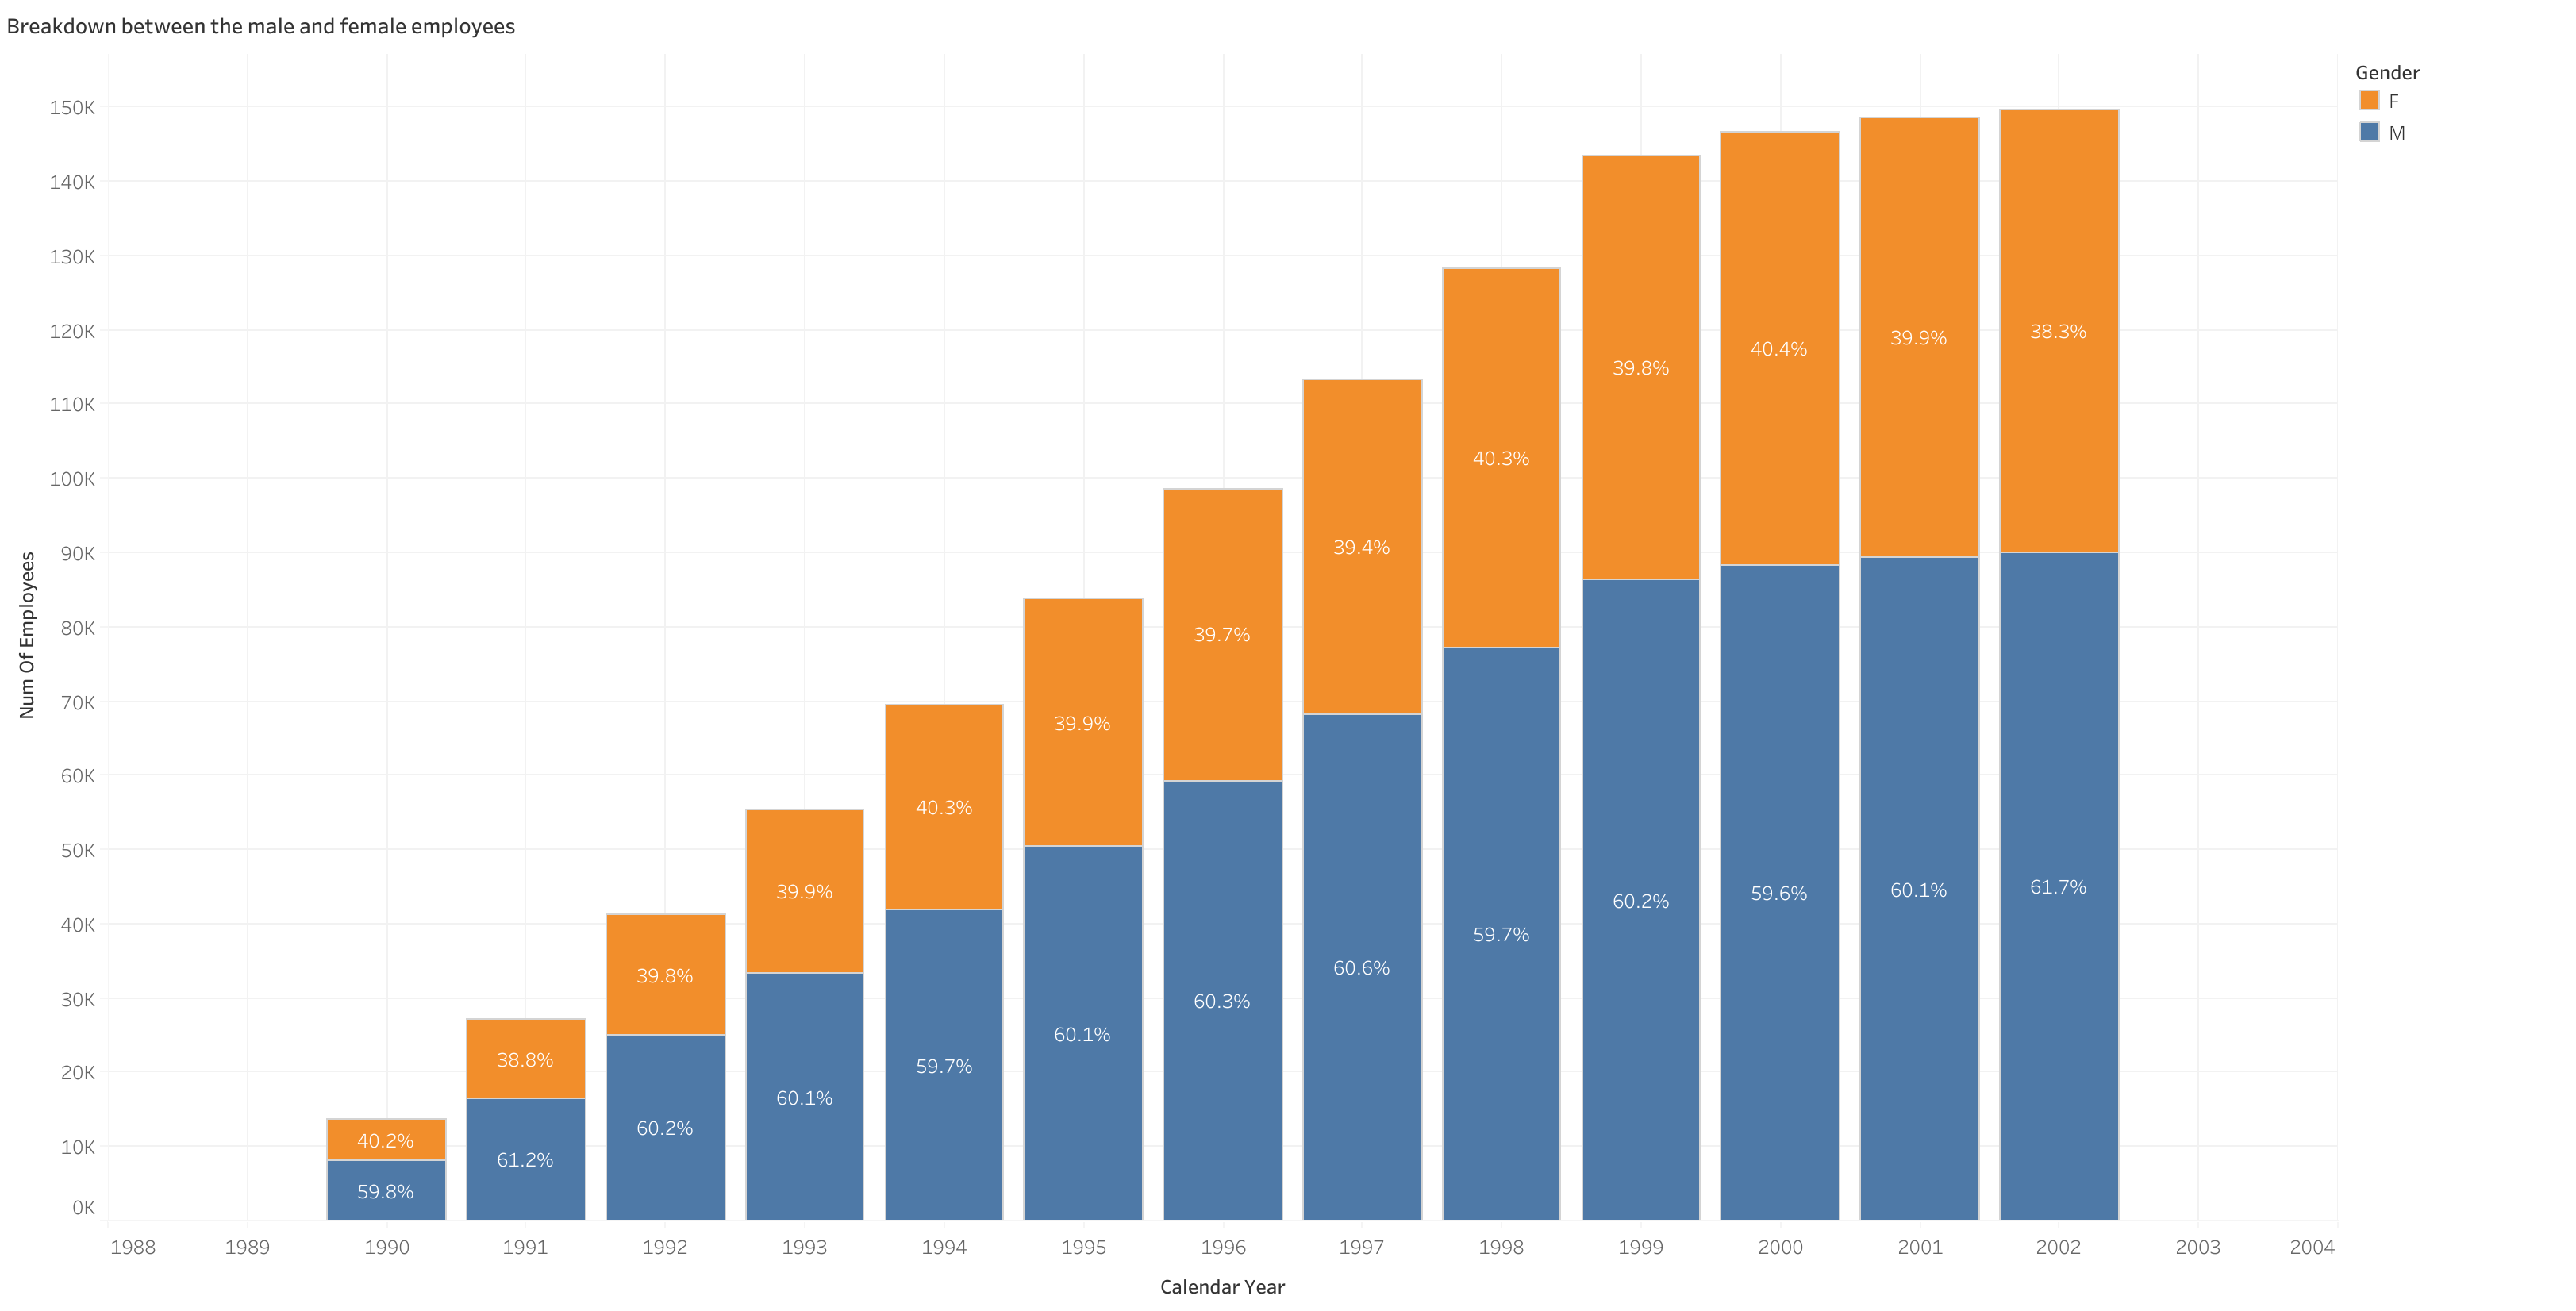 Breakdown between the male and female employees
Gender
F
M
150K
140K
130K
120K
110K
100K
90K
80K
70K
60K
50K
40K
30K
20K
10K
0K
Num Of Employees
40.2%
59.8%
38.8%
61.2%
39.8%
60.2%
39.9%
60.1%
40.3%
59.7%
39.9%
60.1%
39.7%
60.3%
39.4%
60.6%
40.3%
59.7%
39.8%
60.2%
40.4%
59.6%
39.9%
60.1%
38.3%
61.7%
1988 1989 1990 1991 1992 1993 1994 1995 1996 1997 1998 1999 2000 2001 2002 2003 2004
Calendar Year